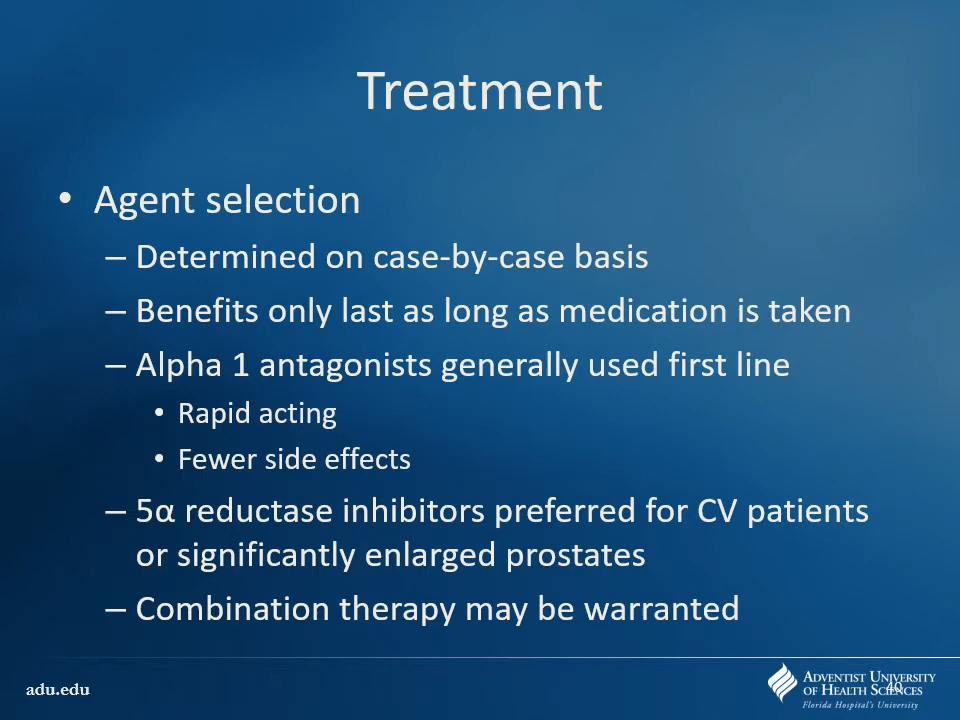 Treatment
• Agent selection
– Determined on case-by-case basis
– Benefits only last as long as medication is taken
– Alpha 1 antagonists generally used first line
• Rapid acting
• Fewer side effects
– 5α reductase inhibitors preferred for CV patients
or significantly enlarged prostates
– Combination therapy may be warranted
adu.edu
ADVENTIST UNIVERSITY
OF HEALTH SCIENCES
40
Florida Hospital's University